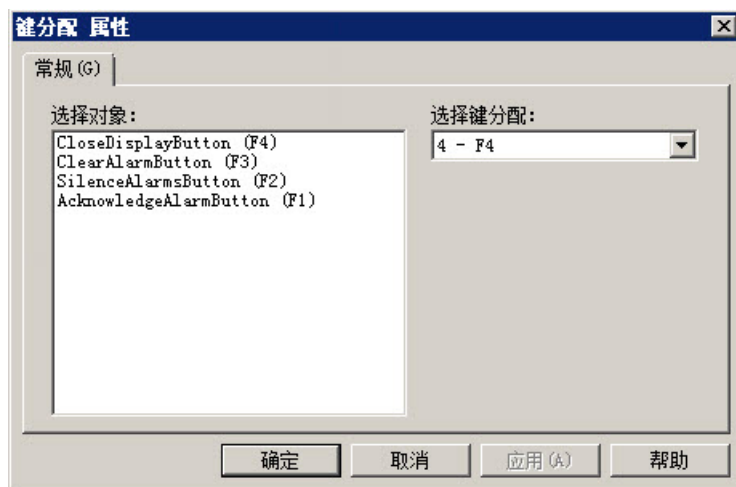 键分配 属性
常规(G)
选择对象:
CloseDisplayButton (F4)
ClearAlarmButton (F3)
SilenceAlarmsButton (F2)
AcknowledgeAlarmButton (F1)
选择键分配:
4 - F4
确定
取消
应用(A)
帮助